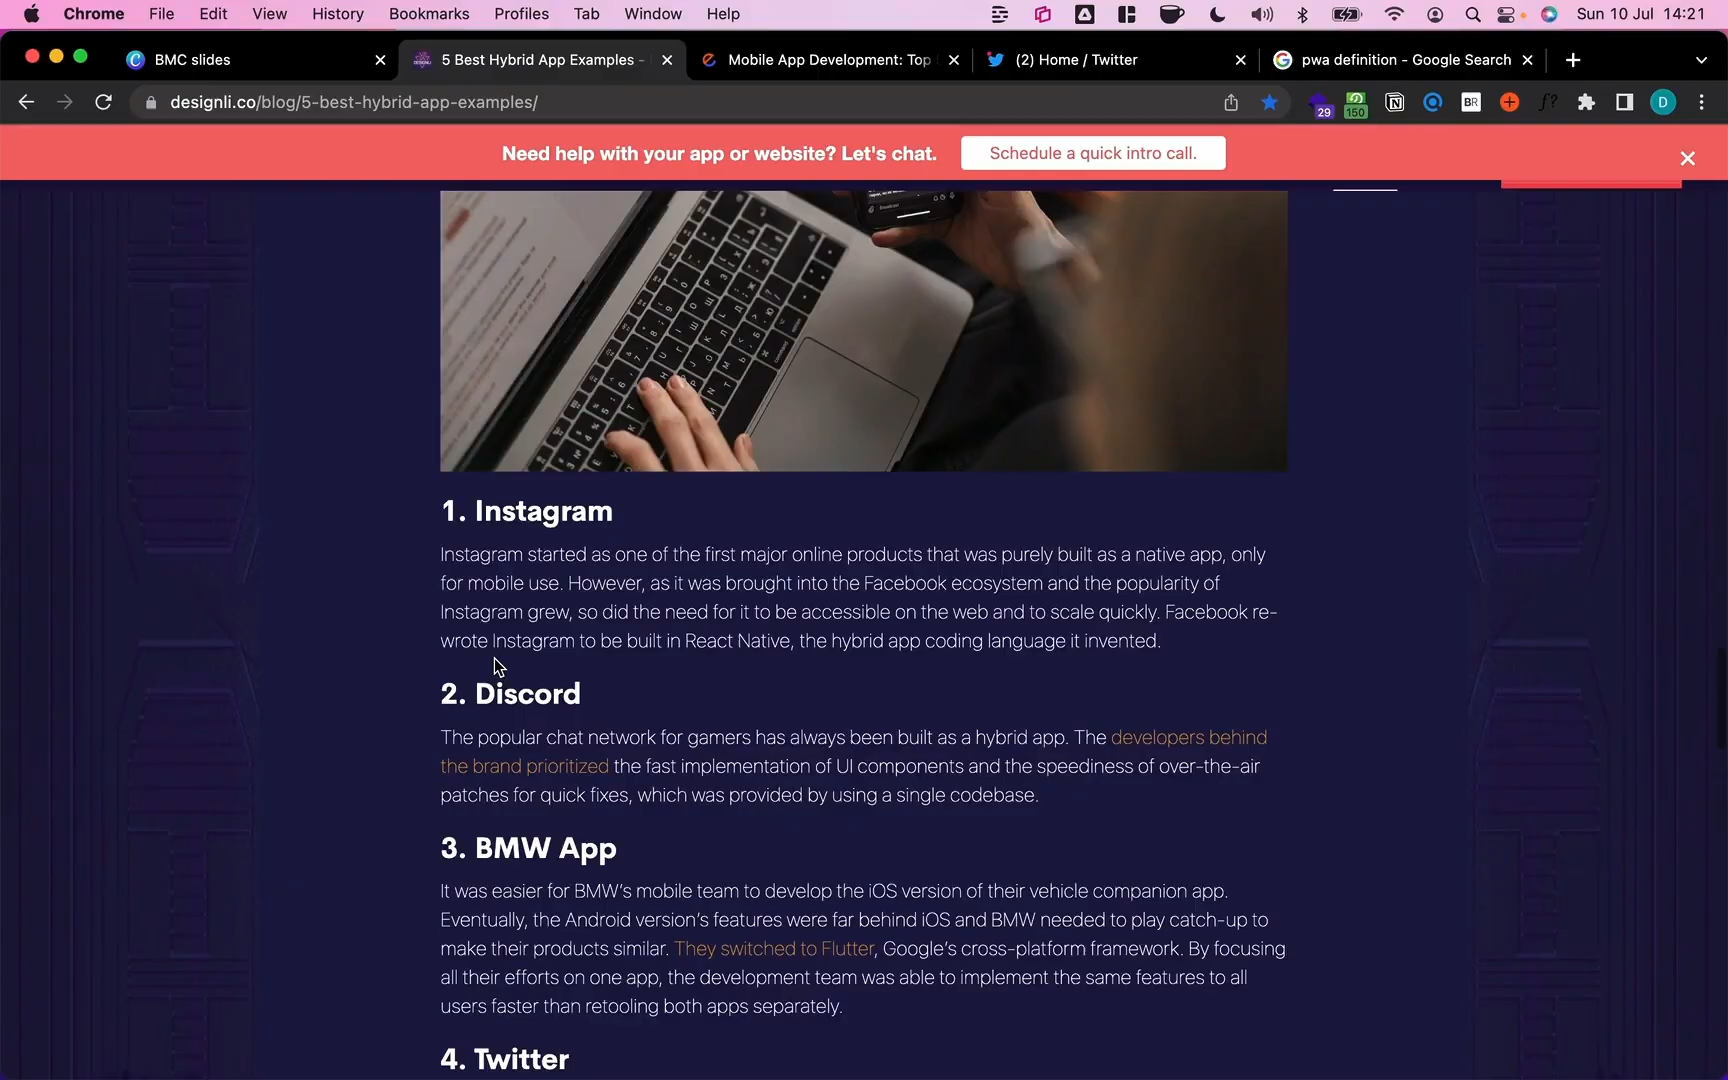 Chrome File Edit View History Bookmarks Profiles Tab Window Help Sun 10 Jul 14:21
BMC slides 5 Best Hybrid App Examples - Mobile App Development: Top (2) Home / Twitter pwa definition - Google Search
designli.co/blog/5-best-hybrid-app-examples/ 29 150 BR f? D
Need help with your app or website? Let's chat. Schedule a quick intro call.
1. Instagram
Instagram started as one of the first major online products that was purely built as a native app, only
for mobile use. However, as it was brought into the Facebook ecosystem and the popularity of
Instagram grew, so did the need for it to be accessible on the web and to scale quickly. Facebook re-
wrote Instagram to be built in React Native, the hybrid app coding language it invented.
2. Discord
The popular chat network for gamers has always been built as a hybrid app. The developers behind
the brand prioritized the fast implementation of UI components and the speediness of over-the-air
patches for quick fixes, which was provided by using a single codebase.
3. BMW App
It was easier for BMW's mobile team to develop the iOS version of their vehicle companion app.
Eventually, the Android version's features were far behind iOS and BMW needed to play catch-up to
make their products similar. They switched to Flutter, Google's cross-platform framework. By focusing
all their efforts on one app, the development team was able to implement the same features to all
users faster than retooling both apps separately.
4. Twitter